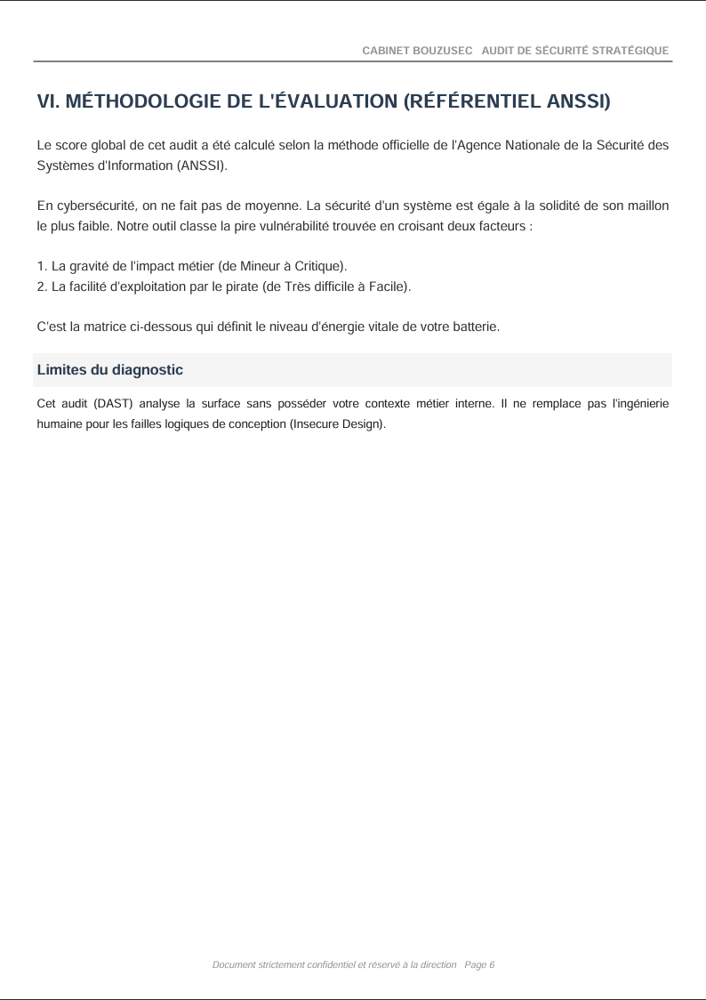 CABINET BOUZUSEC AUDIT DE SÉCURITÉ STRATÉGIQUE
VI. MÉTHODOLOGIE DE L'ÉVALUATION (RÉFÉRENTIEL ANSSI)
Le score global de cet audit a été calculé selon la méthode officielle de l'Agence Nationale de la Sécurité des
Systèmes d'Information (ANSSI).
En cybersécurité, on ne fait pas de moyenne. La sécurité d'un système est égale à la solidité de son maillon
le plus faible. Notre outil classe la pire vulnérabilité trouvée en croisant deux facteurs :
1. La gravité de l'impact métier (de Mineur à Critique).
2. La facilité d'exploitation par le pirate (de Très difficile à Facile).
C'est la matrice ci-dessous qui définit le niveau d'énergie vitale de votre batterie.
Limites du diagnostic
Cet audit (DAST) analyse la surface sans posséder votre contexte métier interne. Il ne remplace pas l'ingénierie
humaine pour les failles logiques de conception (Insecure Design).
Document strictement confidentiel et réservé à la direction Page 6